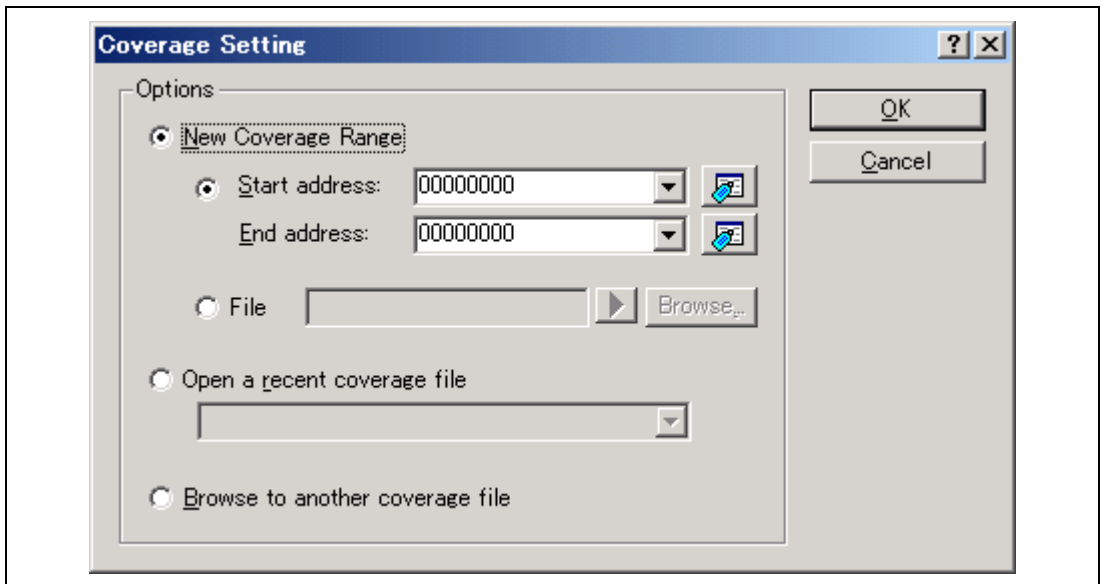 Coverage Setting
Options
New Coverage Range
Start address: 00000000
End address: 00000000
File Browse...
Open a recent coverage file
Browse to another coverage file
OK
Cancel